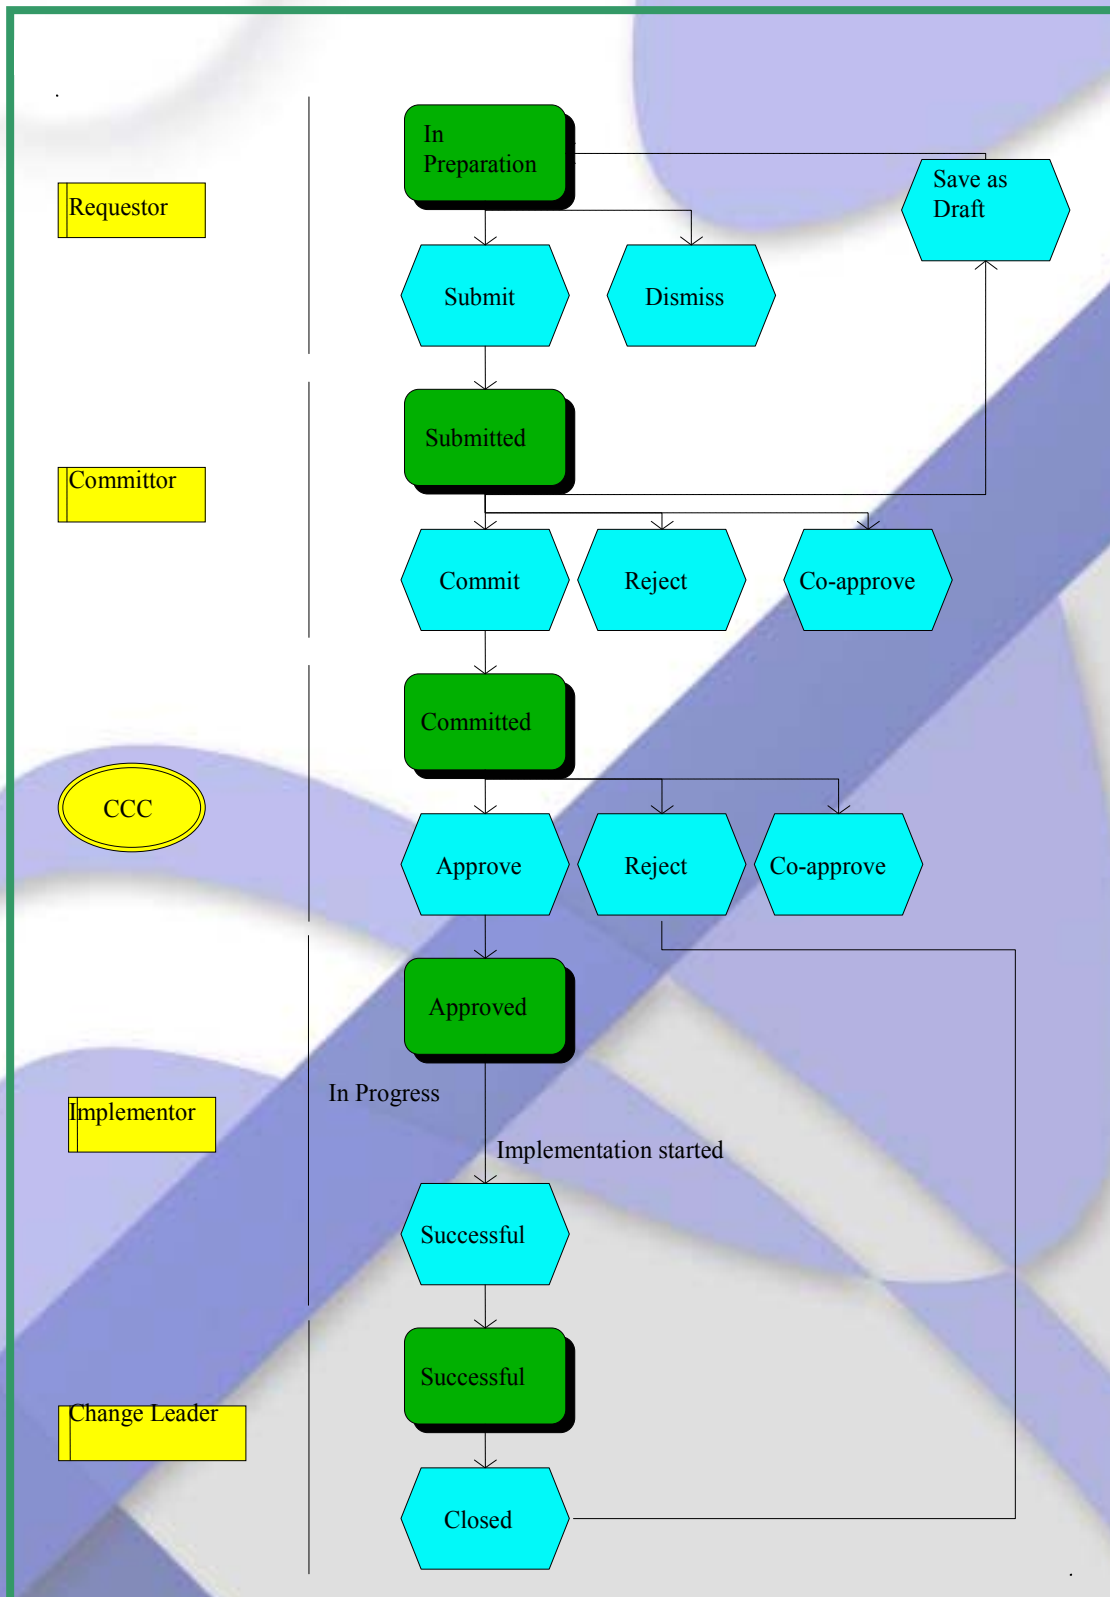 In
Preparation
Save as
Draft
Requestor
Submit
Dismiss
Submitted
Committor
Commit
Reject
Co-approve
Committed
CCC
Approve
Reject
Co-approve
Approved
In Progress
Implementor
Implementation started
Successful
Successful
Change Leader
Closed